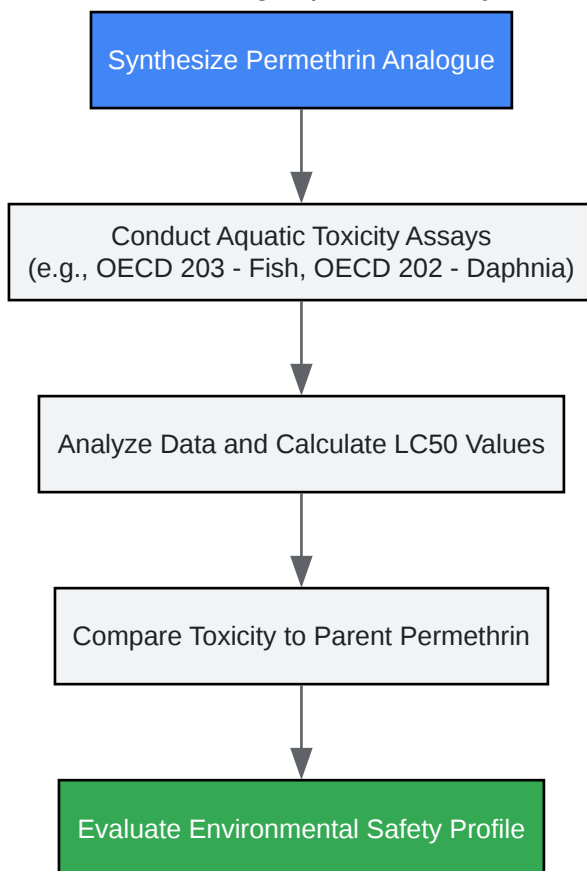 Synthesize Permethrin Analogue
Conduct Aquatic Toxicity Assays
(e.g., OECD 203 - Fish, OECD 202 - Daphnia)
Analyze Data and Calculate LC50 Values
Compare Toxicity to Parent Permethrin
Evaluate Environmental Safety Profile